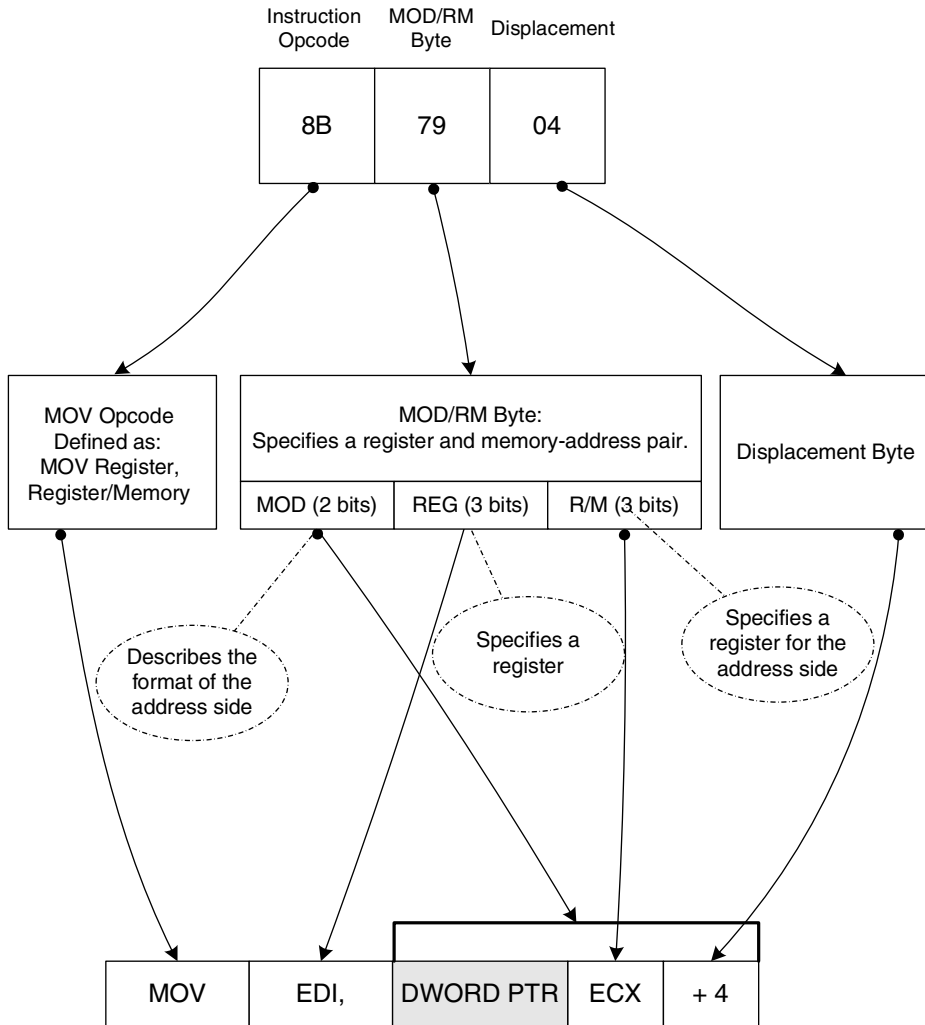 Instruction
Opcode
MOD/RM
Byte
Displacement
8B
79
04
MOV Opcode
Defined as:
MOV Register,
Register/Memory
MOD/RM Byte:
Specifies a register and memory-address pair.
MOD (2 bits)
REG (3 bits)
R/M (3 bits)
Displacement Byte
Describes the
format of the
address side
Specifies a
register
Specifies a
register for the
address side
MOV
EDI,
DWORD PTR
ECX
+ 4